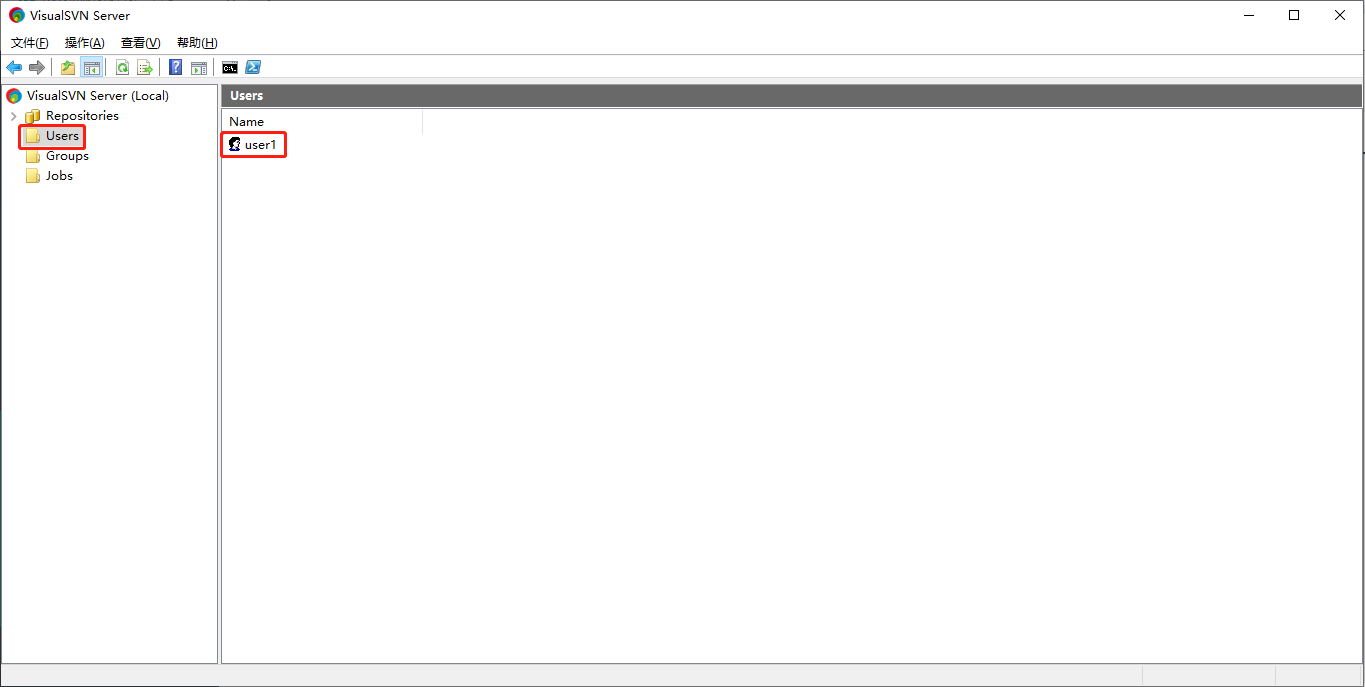 VisualSVN Server
文件(F) 操作(A) 查看(V) 帮助(H)
VisualSVN Server (Local)
Repositories
Users
Groups
Jobs
Users
Name
user1